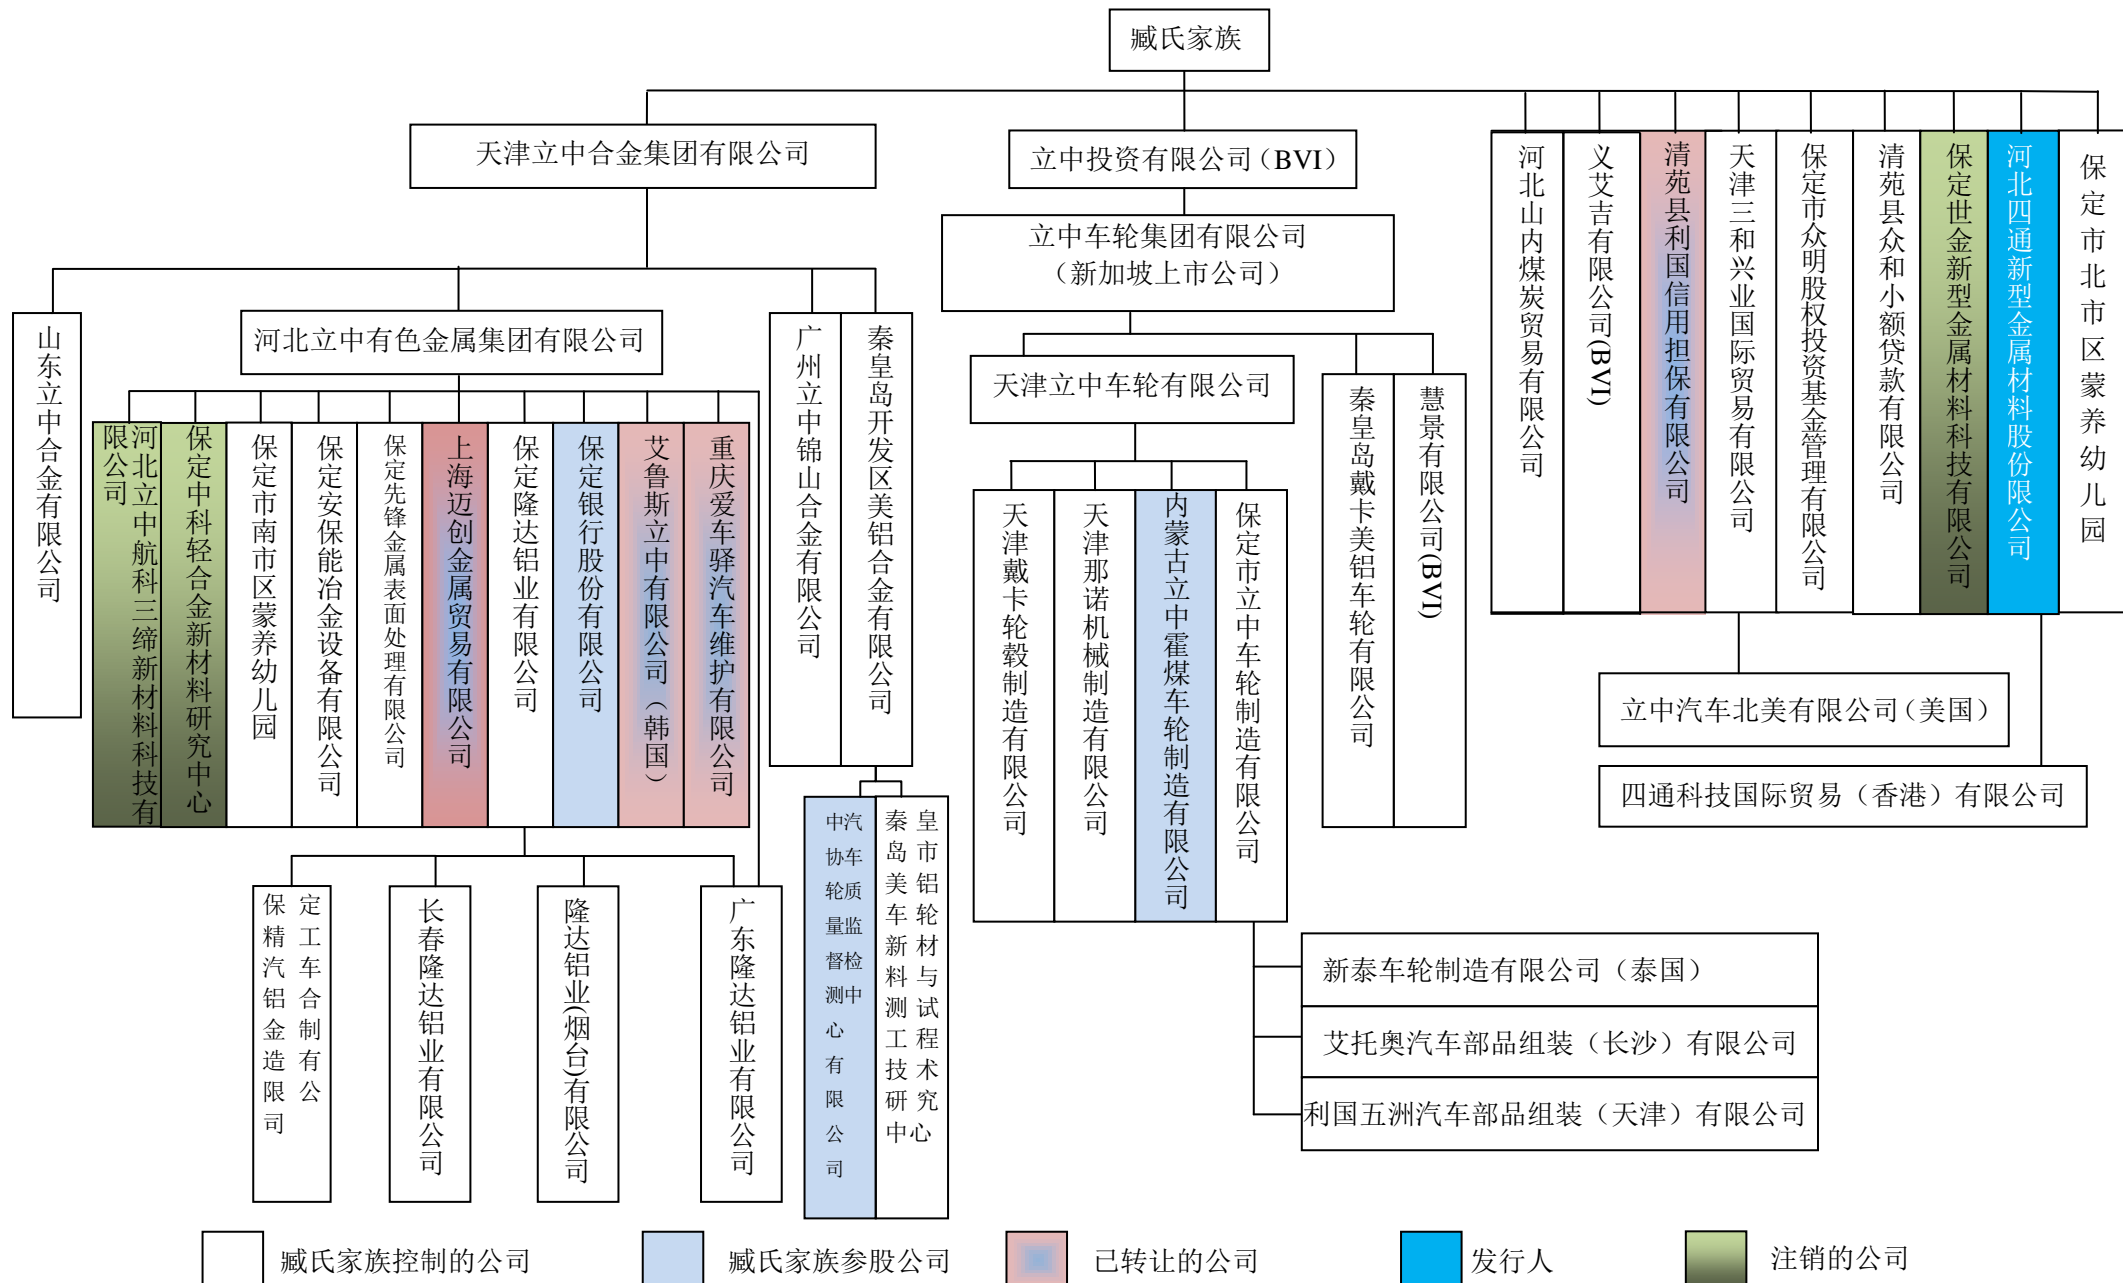 臧氏家族
天津立中合金集团有限公司
立中投资有限公司（BVI）
立中车轮集团有限公司
（新加坡上市公司）
河北山内煤炭贸易有限公司
义艾吉有限公司(BVI)
清苑县利国信用担保有限公司
天津三和兴业国际贸易有限公司
保定市众明股权投资基金管理有限公司
清苑县众和小额贷款有限公司
保定世金新型金属材料科技有限公司
河北四通新型金属材料股份限公司
保定市北市区蒙养幼儿园
山东立中合金有限公司
河北立中有色金属集团有限公司
广州立中锦山合金有限公司
秦皇岛开发区美铝合金有限公司
天津立中车轮有限公司
秦皇岛戴卡美铝车轮有限公司
慧景有限公司(BVI)
河北立中航科三缔新材料科技有
限公司
保定中科轻合金新材料研究中心
保定市南市区蒙养幼儿园
保定安保能冶金设备有限公司
保定先锋金属表面处理有限公司
上海迈创金属贸易有限公司
保定隆达铝业有限公司
保定银行股份有限公司
艾鲁斯立中有限公司（韩国）
重庆爱车驿汽车维护有限公司
天津戴卡轮毂制造有限公司
天津那诺机械制造有限公司
内蒙古立中霍煤车轮制造有限公司
保定市立中车轮制造有限公司
立中汽车北美有限公司（美国）
四通科技国际贸易（香港）有限公司
保定
精工
汽车
铝合
金制
造有
限公
司
长春隆达铝业有限公司
隆达铝业(烟台)有限公司
广东隆达铝业有限公司
中汽
协车
轮质
量监
督检
测中
心
有
限
公
司
秦皇
岛市
美铝
车轮
新材
料与
测试
工程
技术
研究
中心
新泰车轮制造有限公司（泰国）
艾托奥汽车部品组装（长沙）有限公司
利国五洲汽车部品组装（天津）有限公司
臧氏家族控制的公司
臧氏家族参股公司
已转让的公司
发行人
注销的公司